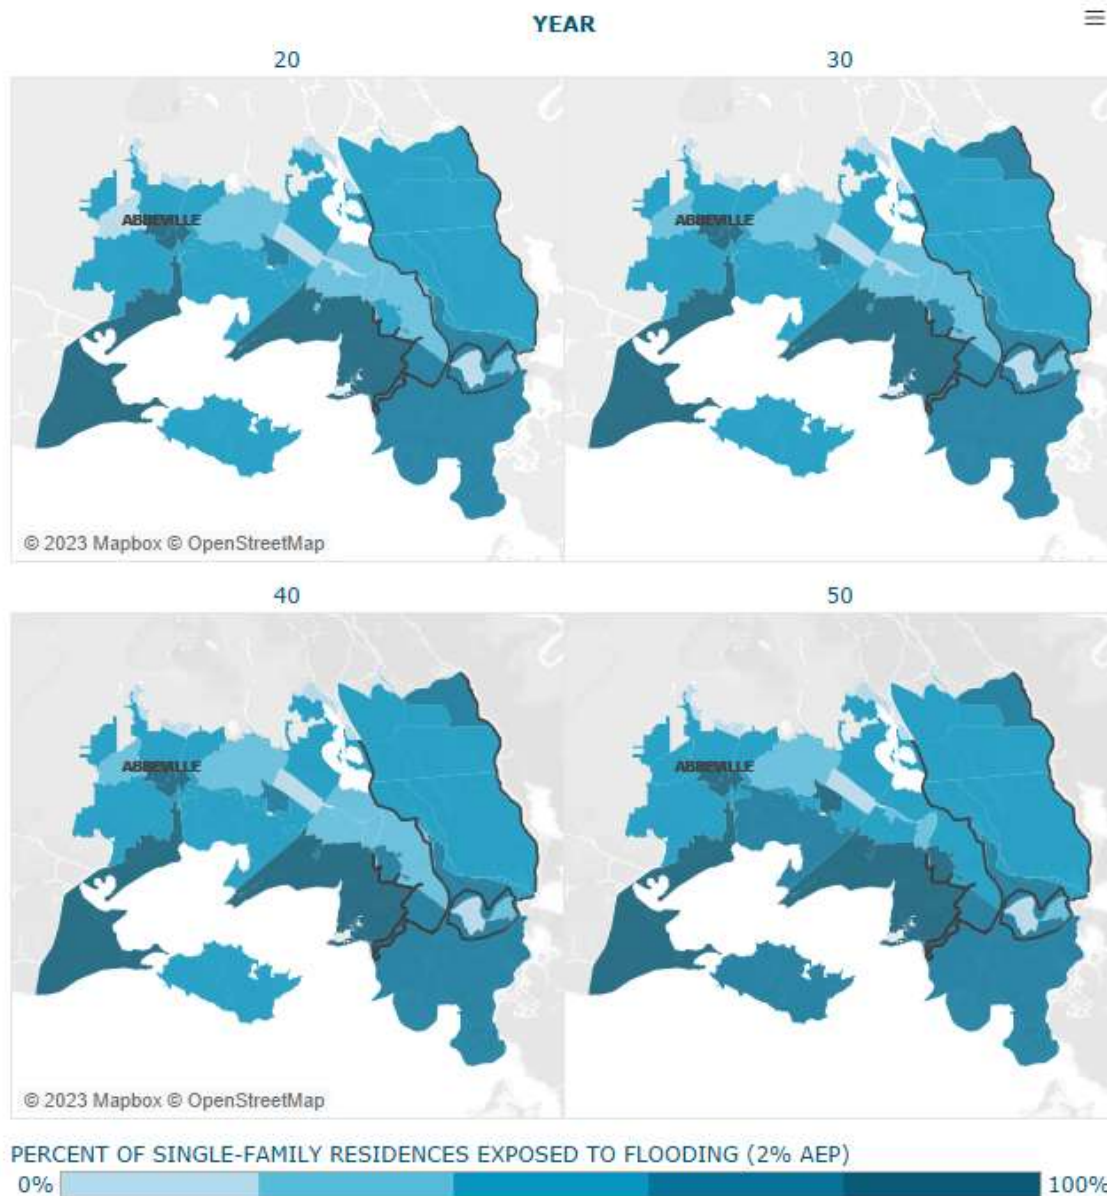 YEAR
20
30
ABBEVILLE
ABBEVILLE
© 2023 Mapbox © OpenStreetMap
40
50
ABBEVILLE
ABBEVILLE
© 2023 Mapbox © OpenStreetMap
PERCENT OF SINGLE-FAMILY RESIDENCES EXPOSED TO FLOODING (2% AEP)
0% 100%